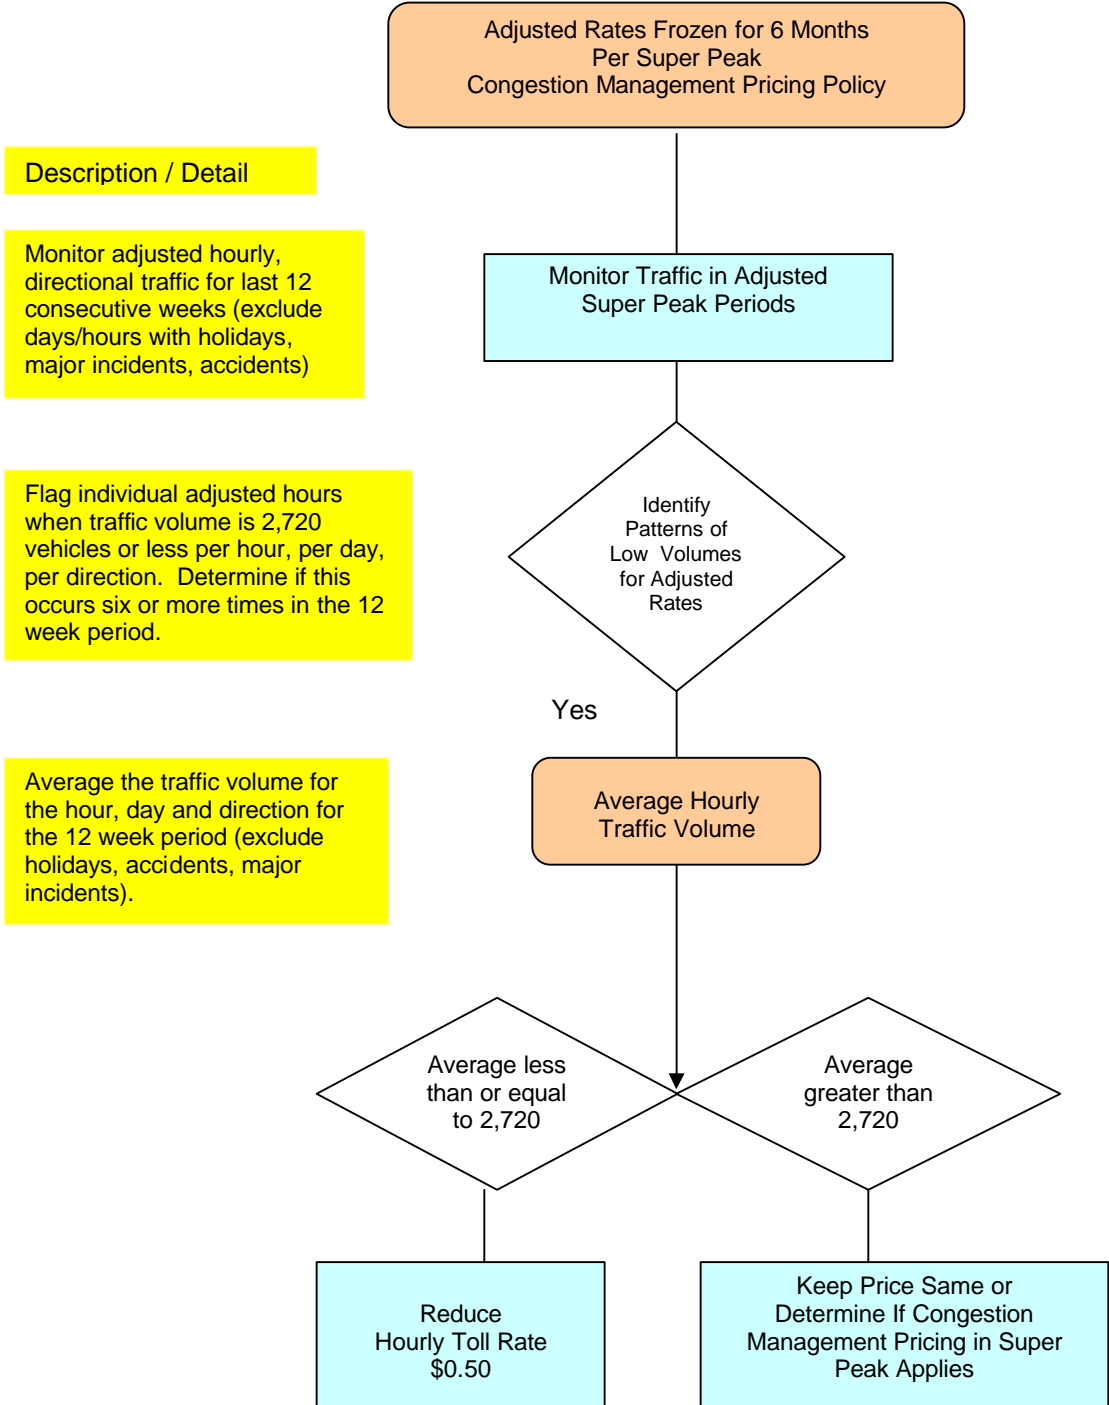 Adjusted Rates Frozen for 6 Months
Per Super Peak
Congestion Management Pricing Policy
Description / Detail
Monitor adjusted hourly,
directional traffic for last 12
consecutive weeks (exclude
days/hours with holidays,
major incidents, accidents)
Monitor Traffic in Adjusted
Super Peak Periods
Flag individual adjusted hours
when traffic volume is 2,720
vehicles or less per hour, per day,
per direction.  Determine if this
occurs six or more times in the 12
week period.
Identify
Patterns of
Low  Volumes
for Adjusted
Rates
Yes
Average the traffic volume for
the hour, day and direction for
the 12 week period (exclude
holidays, accidents, major
incidents).
Average Hourly
Traffic Volume
Average less
than or equal
to 2,720
Average
greater than
2,720
Reduce
Hourly Toll Rate
$0.50
Keep Price Same or
Determine If Congestion
Management Pricing in Super
Peak Applies